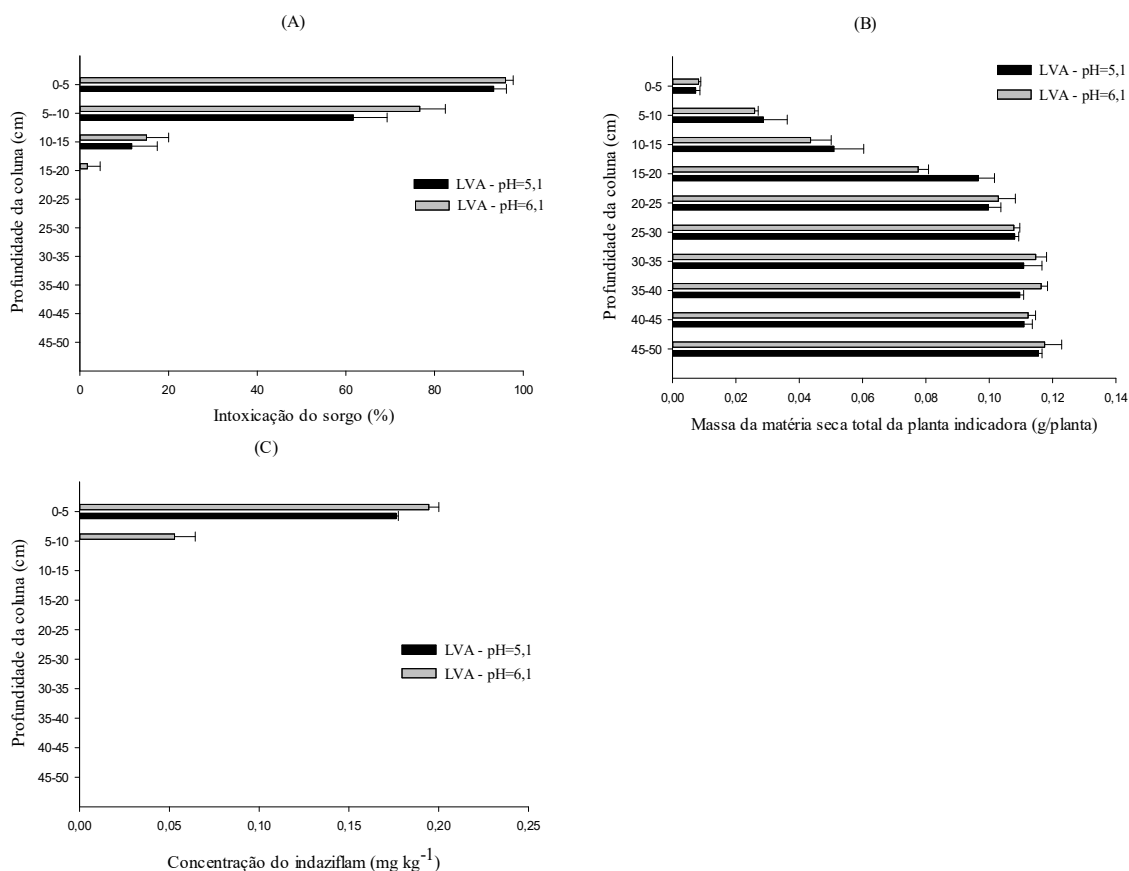 (A)
Profundidade da coluna (cm)
0-5
5--10
10-15
15-20
20-25
25-30
30-35
35-40
40-45
45-50
LVA - pH=5,1
LVA - pH=6,1
0 20 40 60 80 100
Intoxicação do sorgo (%)
(B)
Profundidade da coluna (cm)
LVA - pH=5,1
LVA - pH=6,1
0-5
5-10
10-15
15-20
20-25
25-30
30-35
35-40
40-45
45-50
0,00 0,02 0,04 0,06 0,08 0,10 0,12 0,14
Massa da matéria seca total da planta indicadora (g/planta)
(C)
Profundidade da coluna (cm)
0-5
5-10
10-15
15-20
20-25
25-30
30-35
35-40
40-45
45-50
LVA - pH=5,1
LVA - pH=6,1
0,00 0,05 0,10 0,15 0,20 0,25
Concentração do indaziflam (mg kg-1)